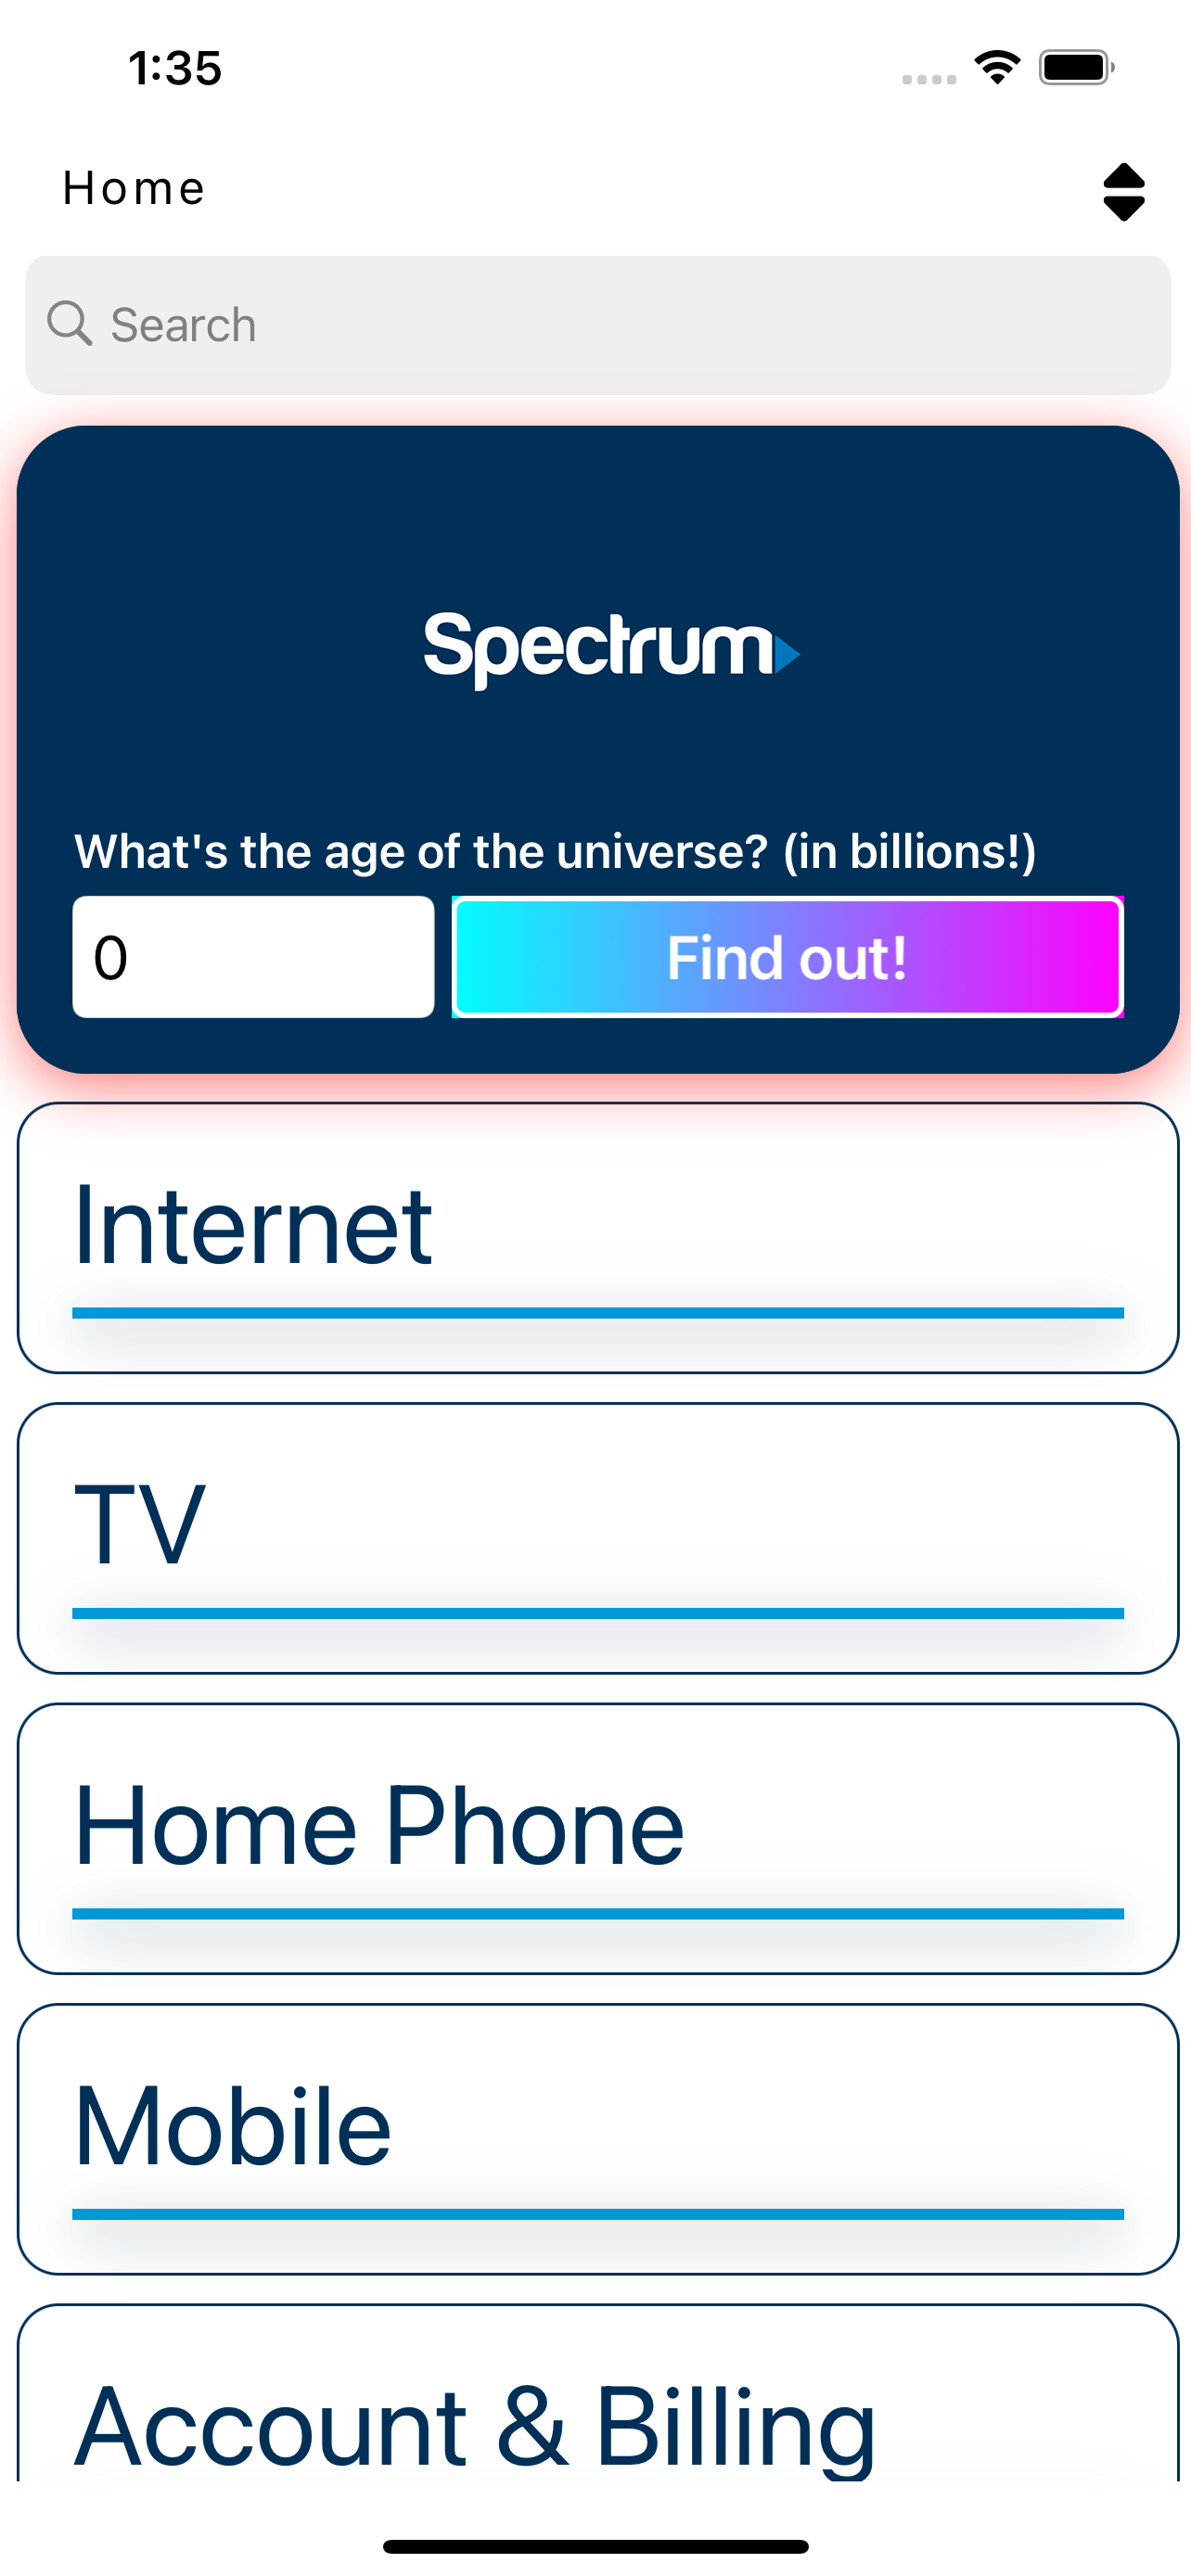 1:35
Home
Search
Spectrum
What's the age of the universe? (in billions!)
0
Find out!
Internet
TV
Home Phone
Mobile
Account & Billing